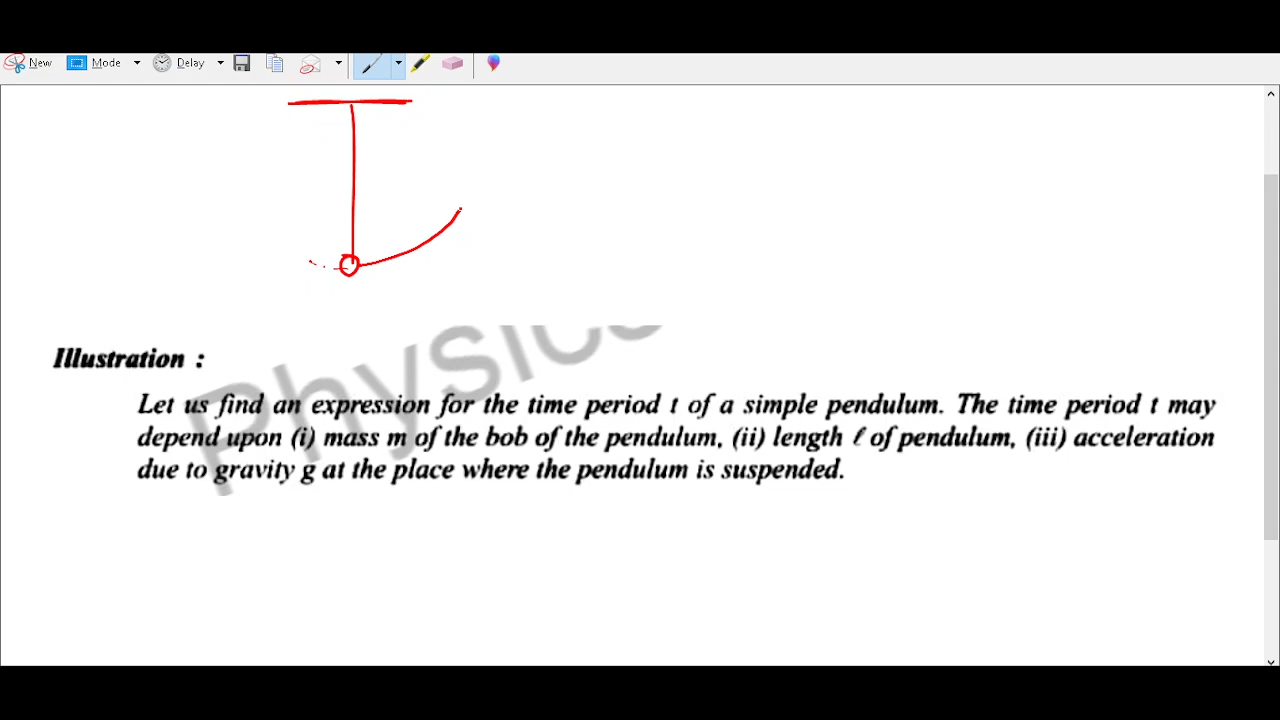 New Mode Delay
Physics
Illustration :
Let us find an expression for the time period t of a simple pendulum. The time period t may
depend upon (i) mass m of the bob of the pendulum, (ii) length ℓ of pendulum, (iii) acceleration
due to gravity g at the place where the pendulum is suspended.